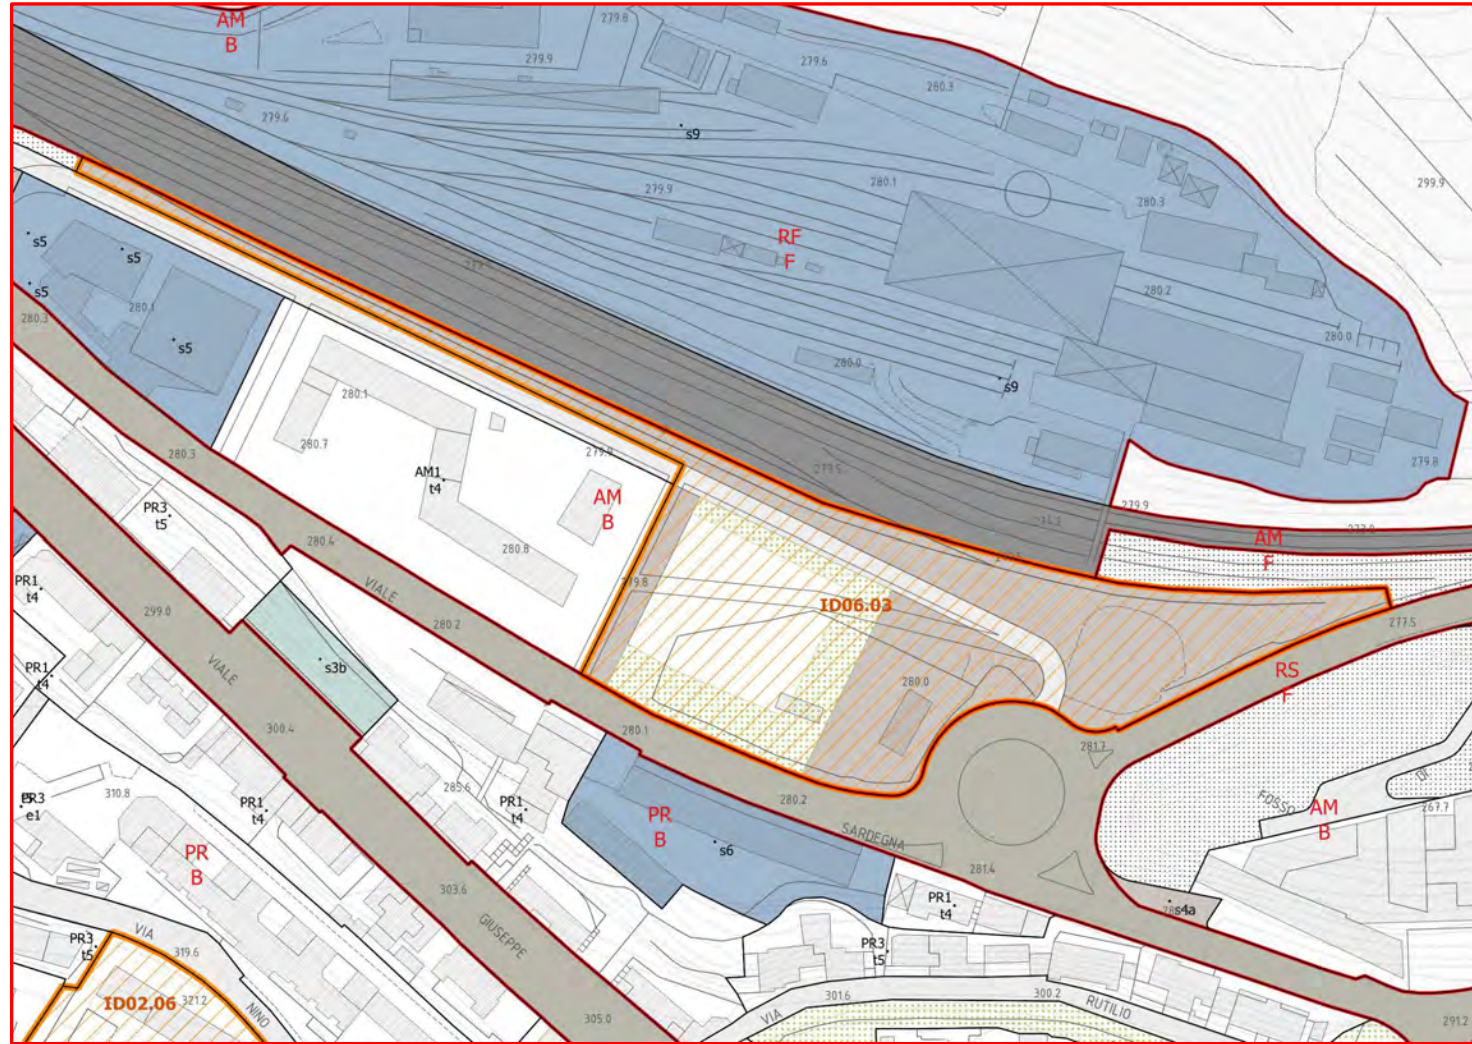 AM
B
279.8
279.9
279.6
280.3
279.6
s9
299.9
279.9
280.1
280.3
RF
F
s5
s5
s5
280.1
280.3
s5
280.2
280.0
280.0
s9
280.1
280.7
279.9
280.3
AM1
t4
AM
B
279.8
PR3
t5
280.4
280.8
279.9
AM
F
VIALE
PR1
t4
299.0
279.8
ID06.03
277.5
280.2
VIALE
s3b
PR1
t4
280.0
RS
F
300.4
280.1
281.7
285.6
310.8
PR3
e1
PR1
t4
PR1
t4
280.2
PR
B
SARDEGNA
FOSSO
DI
AM
B
267.7
PR
B
s6
281.4
303.6
PR1
t4
s4a
VIA
GIUSEPPE
PR3
t5
319.6
PR3
t5
ID02.06
321.2
NINO
305.0
VIA
301.6
300.2
RUTILIO
291.2